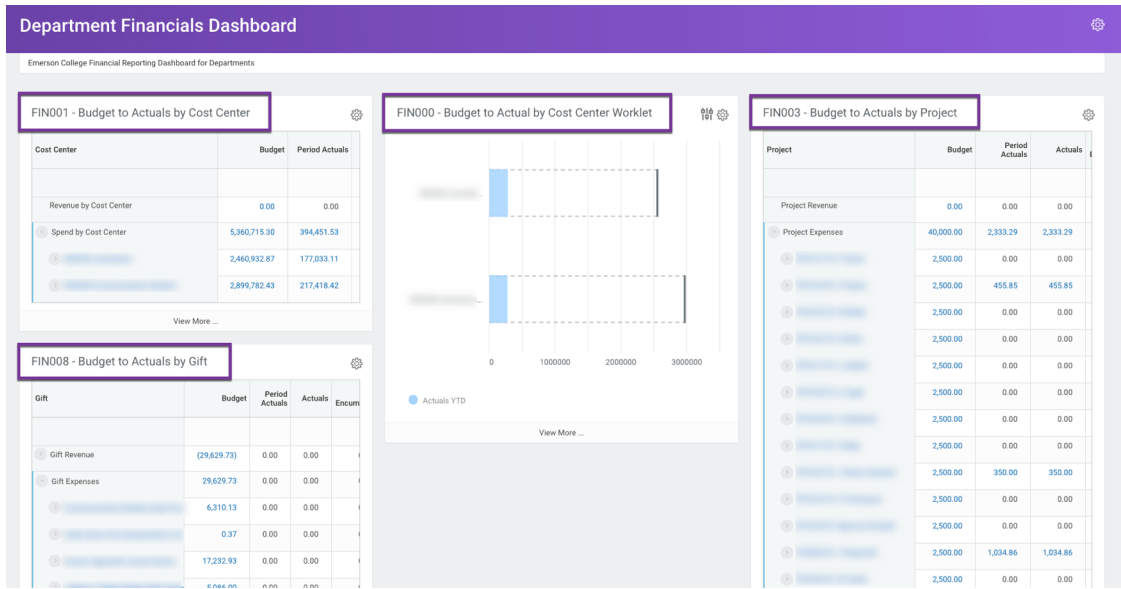 Department Financials Dashboard
Emerson College Financial Reporting Dashboard for Departments
FIN001 - Budget to Actuals by Cost Center
Cost Center Budget Period Actuals
Revenue by Cost Center 0.00 0.00
Spend by Cost Center 5,360,715.30 394,451.53
2,460,932.87 177,033.11
2,899,782.43 217,418.42
View More ...
FIN008 - Budget to Actuals by Gift
Gift Budget Period Actuals Actuals Encum
Gift Revenue (29,629.73) 0.00 0.00
Gift Expenses 29,629.73 0.00 0.00
6,310.13 0.00 0.00
0.37 0.00 0.00
17,232.93 0.00 0.00
5,086.00 0.00 0.00
FIN000 - Budget to Actual by Cost Center Worklet
0 1000000 2000000 3000000
Actuals YTD
View More ...
FIN003 - Budget to Actuals by Project
Project Budget Period Actuals Actuals
Project Revenue 0.00 0.00 0.00
Project Expenses 40,000.00 2,333.29 2,333.29
2,500.00 0.00 0.00
2,500.00 455.85 455.85
2,500.00 0.00 0.00
2,500.00 0.00 0.00
2,500.00 0.00 0.00
2,500.00 0.00 0.00
2,500.00 0.00 0.00
2,500.00 0.00 0.00
2,500.00 350.00 350.00
2,500.00 0.00 0.00
2,500.00 0.00 0.00
2,500.00 1,034.86 1,034.86
2,500.00 0.00 0.00